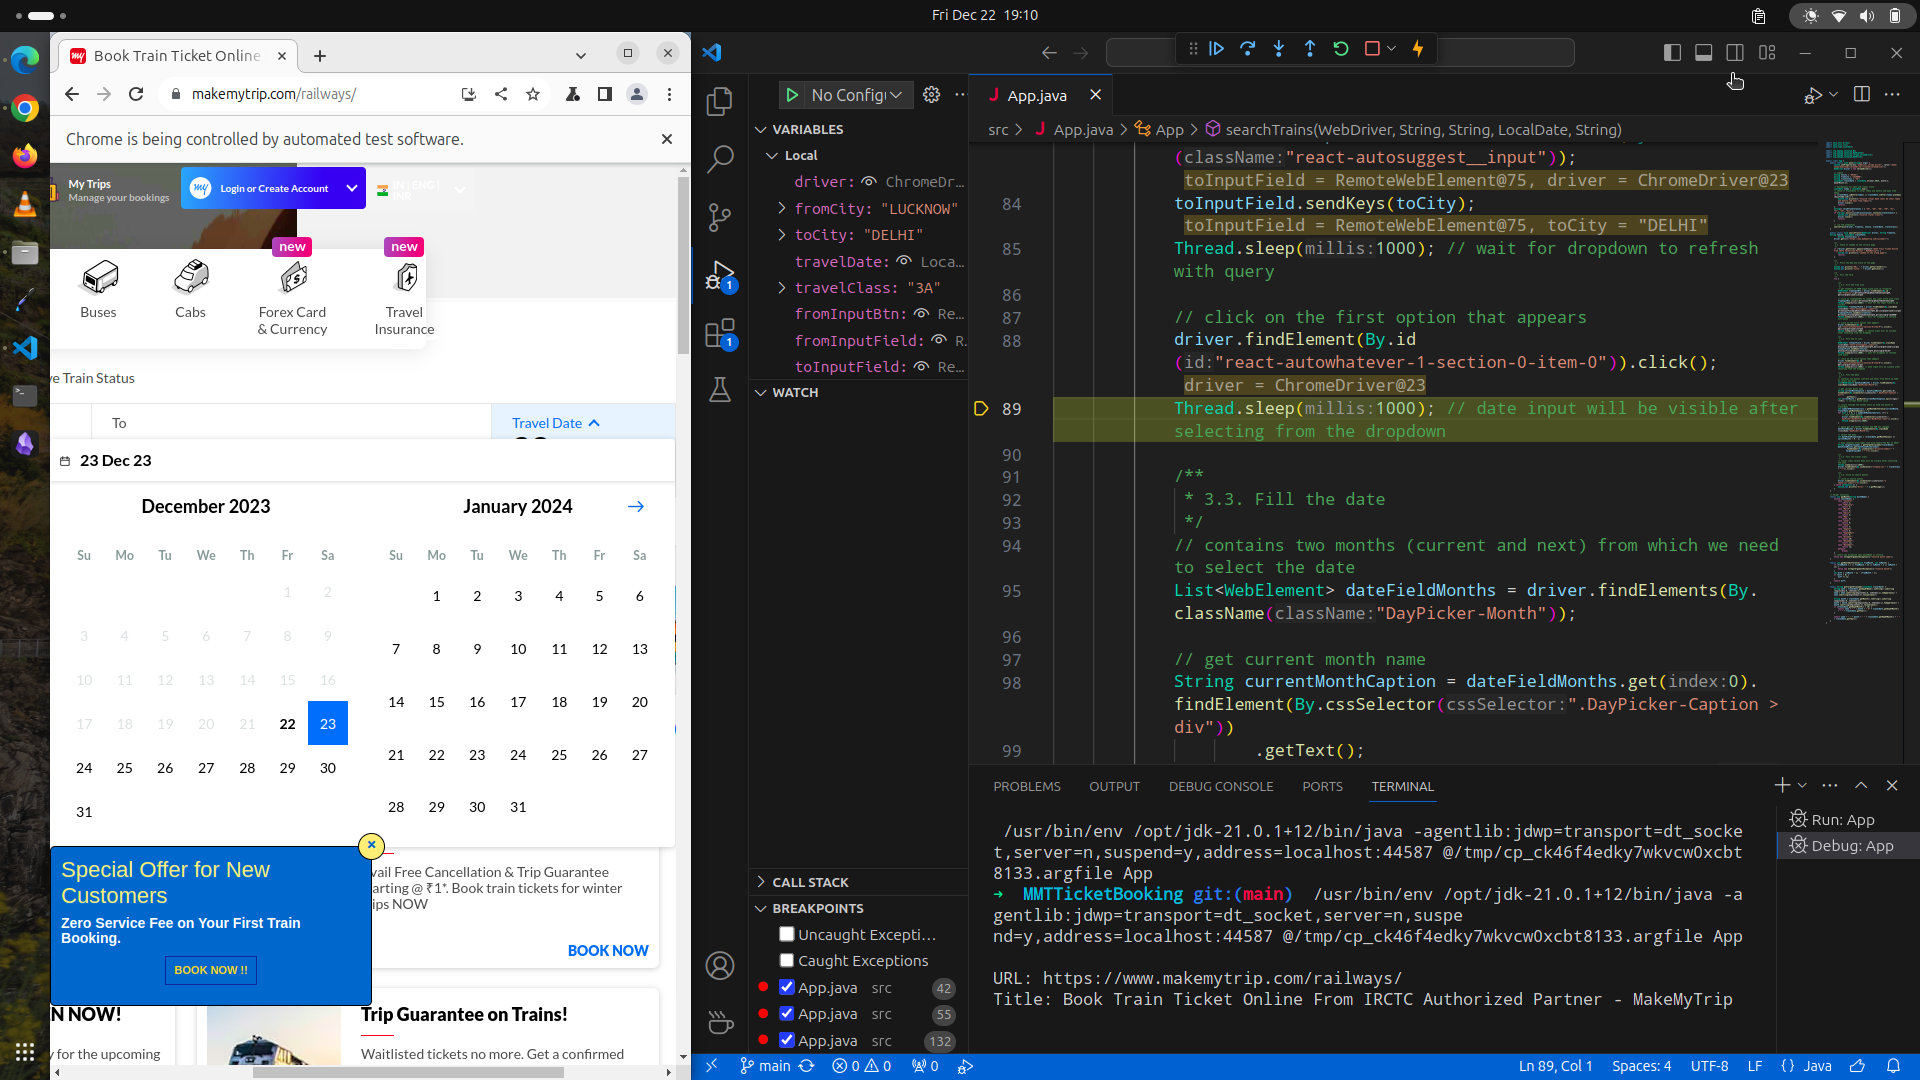 Fri Dec 22 19:10
Book Train Ticket Online
makemytrip.com/railways/
Chrome is being controlled by automated test software.
My Trips
Manage your bookings
my
Login or Create Account
IN | ENG |
INR
new
new
Buses
Cabs
Forex Card
& Currency
Travel
Insurance
e Train Status
To
Travel Date
23 Dec 23
December 2023
January 2024
Su Mo Tu We Th Fr Sa
Su Mo Tu We Th Fr Sa
1 2
1 2 3 4 5 6
3 4 5 6 7 8 9
7 8 9 10 11 12 13
10 11 12 13 14 15 16
14 15 16 17 18 19 20
17 18 19 20 21 22 23
21 22 23 24 25 26 27
24 25 26 27 28 29 30
28 29 30 31
31
Special Offer for New
Customers
Zero Service Fee on Your First Train
Booking.
BOOK NOW !!
vail Free Cancellation & Trip Guarantee
arting @ ₹1*. Book train tickets for winter
ips NOW
BOOK NOW
N NOW!
Trip Guarantee on Trains!
for the upcoming
Waitlisted tickets no more. Get a confirmed
No Config
VARIABLES
Local
driver: ChromeDr...
fromCity: "LUCKNOW"
toCity: "DELHI"
travelDate: Loca...
travelClass: "3A"
fromInputBtn: Re...
fromInputField: R...
toInputField: Re...
WATCH
CALL STACK
BREAKPOINTS
Uncaught Excepti...
Caught Exceptions
App.java src 42
App.java src 55
App.java src 132
1
1
App.java
src > App.java > App > searchTrains(WebDriver, String, String, LocalDate, String)
(className:"react-autosuggest__input"));
toInputField = RemoteWebElement@75, driver = ChromeDriver@23
84 toInputField.sendKeys(toCity);
toInputField = RemoteWebElement@75, toCity = "DELHI"
85 Thread.sleep(millis:1000); // wait for dropdown to refresh
with query
86
87 // click on the first option that appears
88 driver.findElement(By.id
(id:"react-autowhatever-1-section-0-item-0")).click();
driver = ChromeDriver@23
89 Thread.sleep(millis:1000); // date input will be visible after
selecting from the dropdown
90
91 /**
92 * 3.3. Fill the date
93 */
94 // contains two months (current and next) from which we need
to select the date
95 List<WebElement> dateFieldMonths = driver.findElements(By.
className(className:"DayPicker-Month"));
96
97 // get current month name
98 String currentMonthCaption = dateFieldMonths.get(index:0).
findElement(By.cssSelector(cssSelector:".DayPicker-Caption >
div"))
99 .getText();
PROBLEMS OUTPUT DEBUG CONSOLE PORTS TERMINAL
/usr/bin/env /opt/jdk-21.0.1+12/bin/java -agentlib:jdwp=transport=dt_socke
t,server=n,suspend=y,address=localhost:44587 @/tmp/cp_ck46f4edky7wkvcw0xcbt
8133.argfile App
➜ MMTTicketBooking git:(main) /usr/bin/env /opt/jdk-21.0.1+12/bin/java -a
gentlib:jdwp=transport=dt_socket,server=n,suspe
nd=y,address=localhost:44587 @/tmp/cp_ck46f4edky7wkvcw0xcbt8133.argfile App
URL: https://www.makemytrip.com/railways/
Title: Book Train Ticket Online From IRCTC Authorized Partner - MakeMyTrip
Run: App
Debug: App
main 0 0 0 Ln 89, Col 1 Spaces: 4 UTF-8 LF {} Java